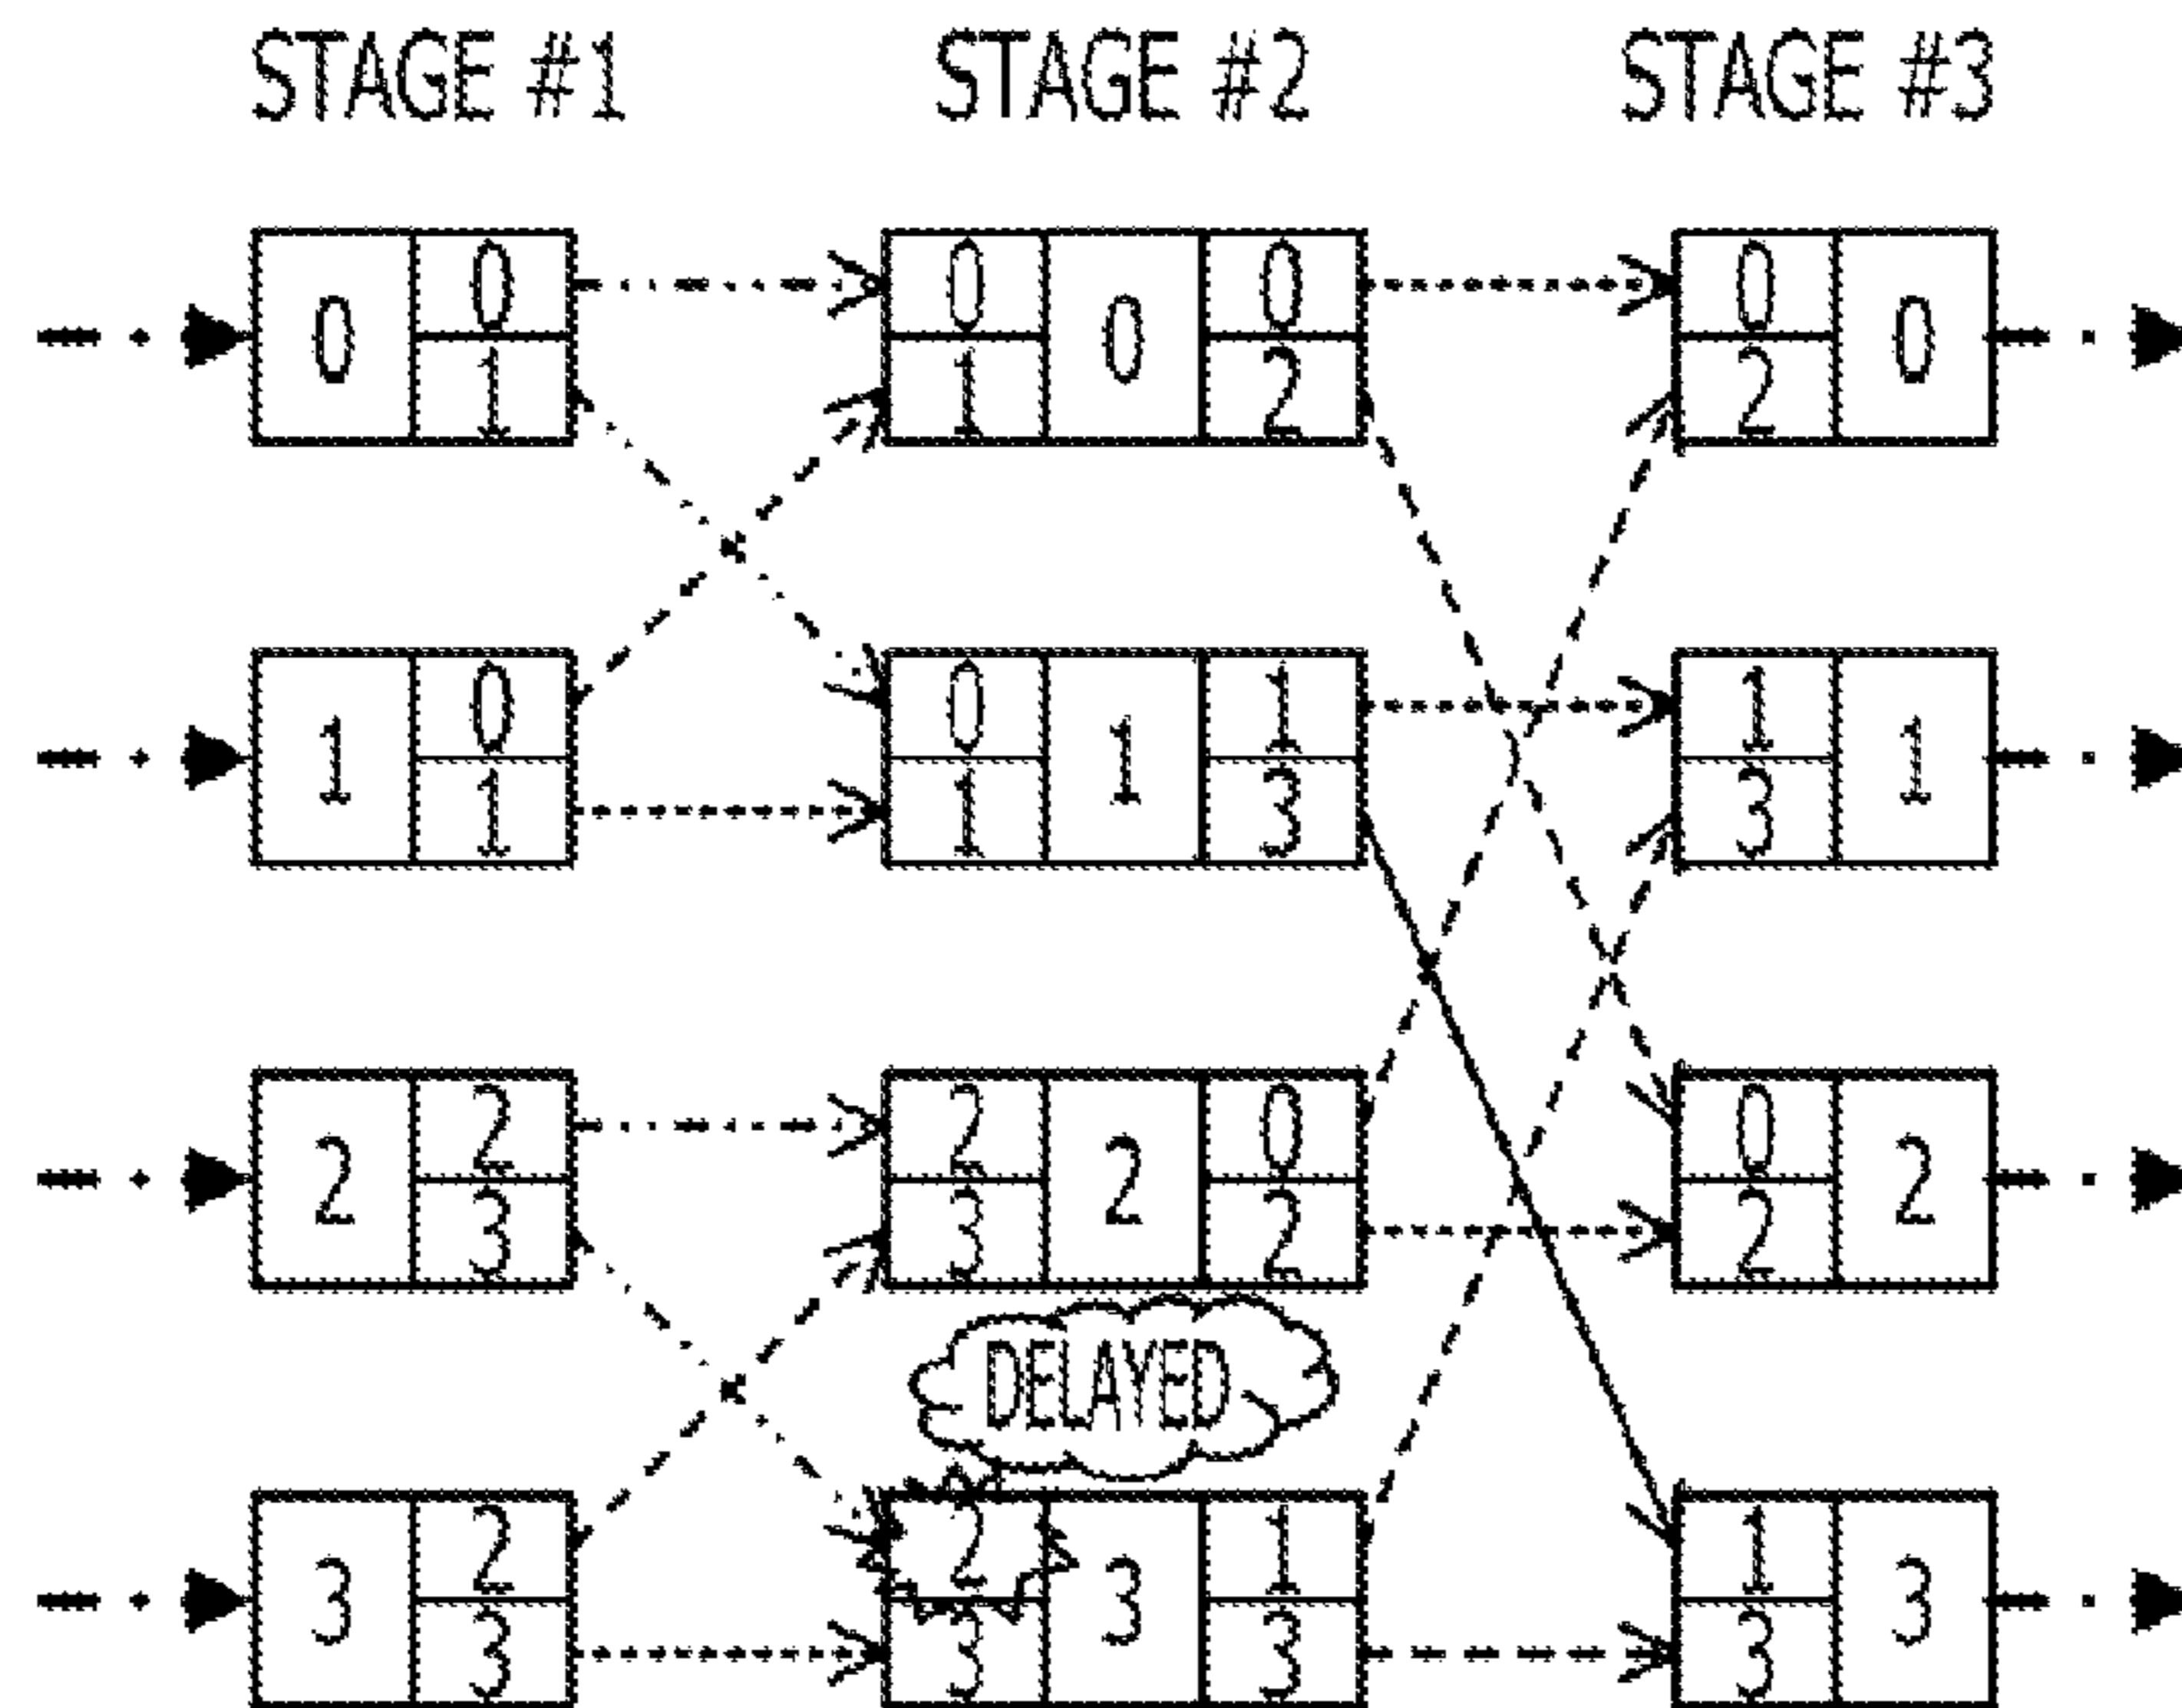 STAGE #1 STAGE #2 STAGE #3
0 0 0 0 0 0 0
1 1 2 2
1 0 0 1 1 1 1
1 1 3 3
2 2 2 2 0 0 2
3 3 2 2
DELAYED
3 2 2 3 1 1 3
3 3 3 3